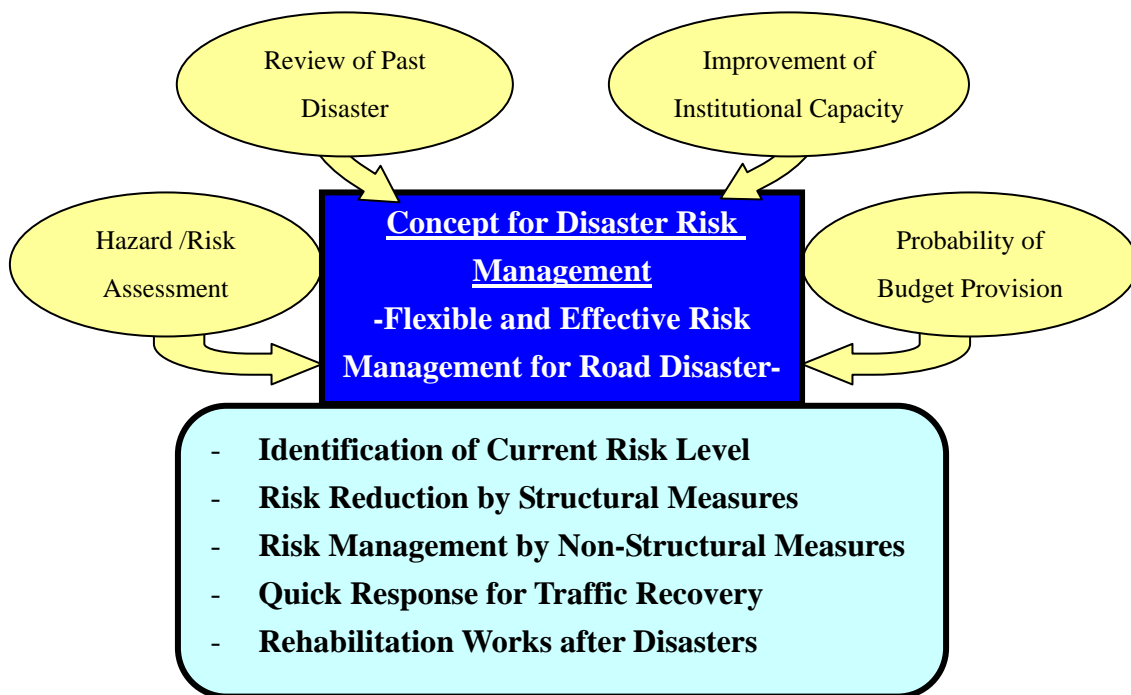 Review of Past
Disaster
Improvement of
Institutional Capacity
Hazard /Risk
Assessment
Concept for Disaster Risk
Management
-Flexible and Effective Risk
Management for Road Disaster-
Probability of
Budget Provision
- Identification of Current Risk Level
- Risk Reduction by Structural Measures
- Risk Management by Non-Structural Measures
- Quick Response for Traffic Recovery
- Rehabilitation Works after Disasters